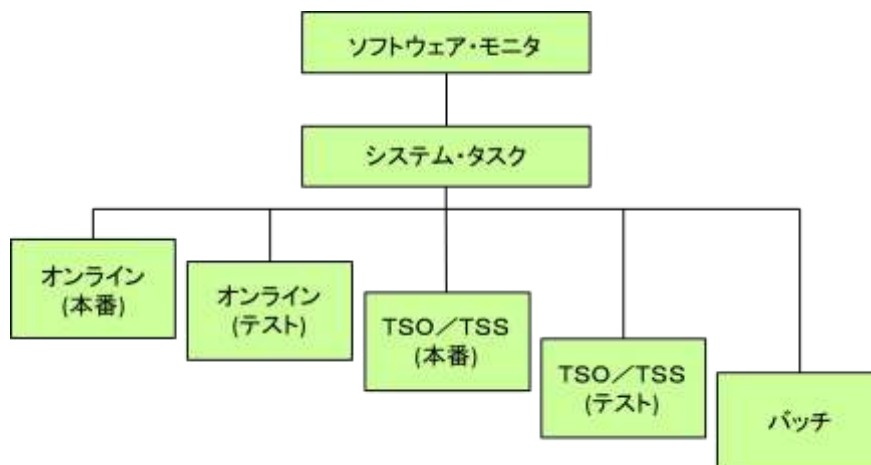 ソフトウェア・モニタ
システム・タスク
オンライン
(本番)
オンライン
(テスト)
TSO／TSS
(本番)
TSO／TSS
(テスト)
バッチ